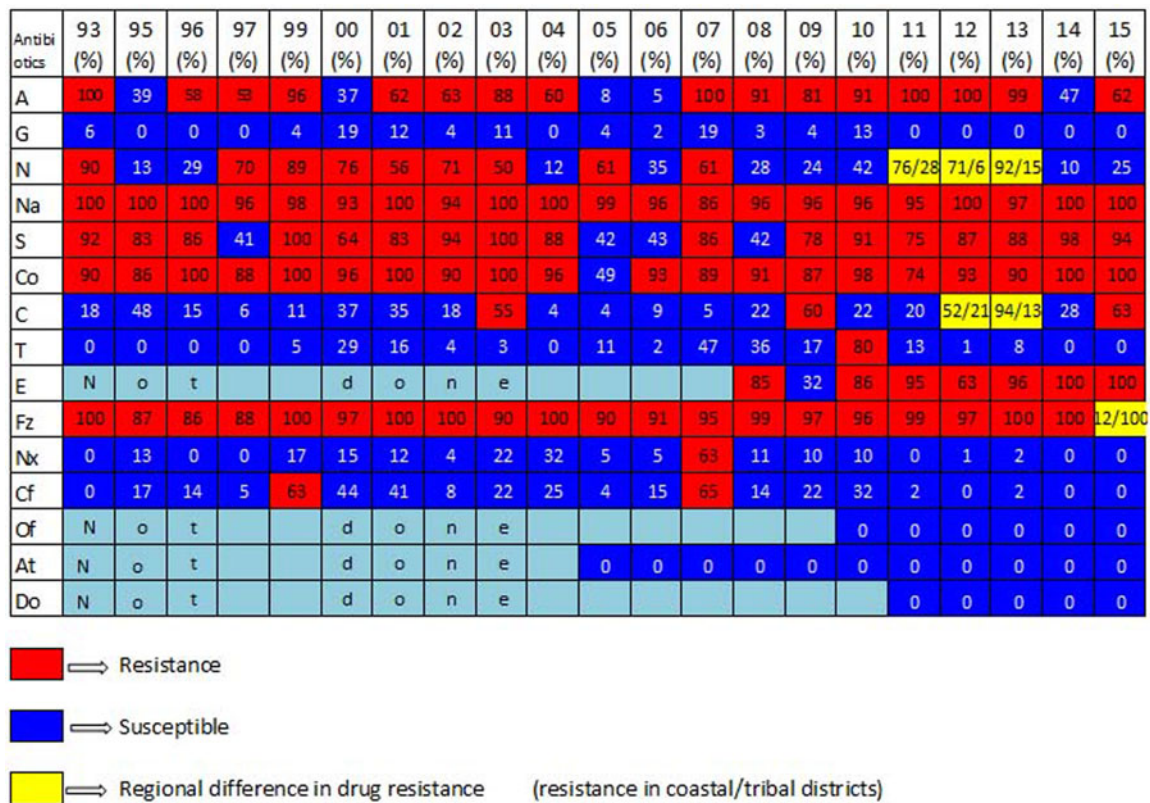 Antibi
otics 93 95 96 97 99 00 01 02 03 04 05 06 07 08 09 10 11 12 13 14 15
(%) (%) (%) (%) (%) (%) (%) (%) (%) (%) (%) (%) (%) (%) (%) (%) (%) (%) (%) (%) (%)
A 100 39 58 53 96 37 62 63 88 60 8 5 100 91 81 91 100 100 99 47 62
G 6 0 0 0 4 19 12 4 11 0 4 2 19 3 4 13 0 0 0 0 0
N 90 13 29 70 89 76 56 71 50 12 61 35 61 28 24 42 76/28 71/6 92/15 10 25
Na 100 100 100 96 98 93 100 94 100 100 99 96 86 96 96 96 95 100 97 100 100
S 92 83 86 41 100 64 83 94 100 88 42 43 86 42 78 91 75 87 88 98 94
Co 90 86 100 88 100 96 100 90 100 96 49 93 89 91 87 98 74 93 90 100 100
C 18 48 15 6 11 37 35 18 55 4 4 9 5 22 60 22 20 52/21 94/13 28 63
T 0 0 0 0 5 29 16 4 3 0 11 2 47 36 17 80 13 1 8 0 0
E N o t d o n e 85 32 86 95 63 96 100 100
Fz 100 87 86 88 100 97 100 100 90 100 90 91 95 99 97 96 99 97 100 100 12/100
Nx 0 13 0 0 17 15 12 4 22 32 5 5 63 11 10 10 0 1 2 0 0
Cf 0 17 14 5 63 44 41 8 22 25 4 15 65 14 22 32 2 0 2 0 0
Of N o t d o n e 0 0 0 0 0 0
At N o t d o n e 0 0 0 0 0 0 0 0 0 0 0
Do N o t d o n e 0 0 0 0 0
Resistance
Susceptible
Regional difference in drug resistance (resistance in coastal/tribal districts)